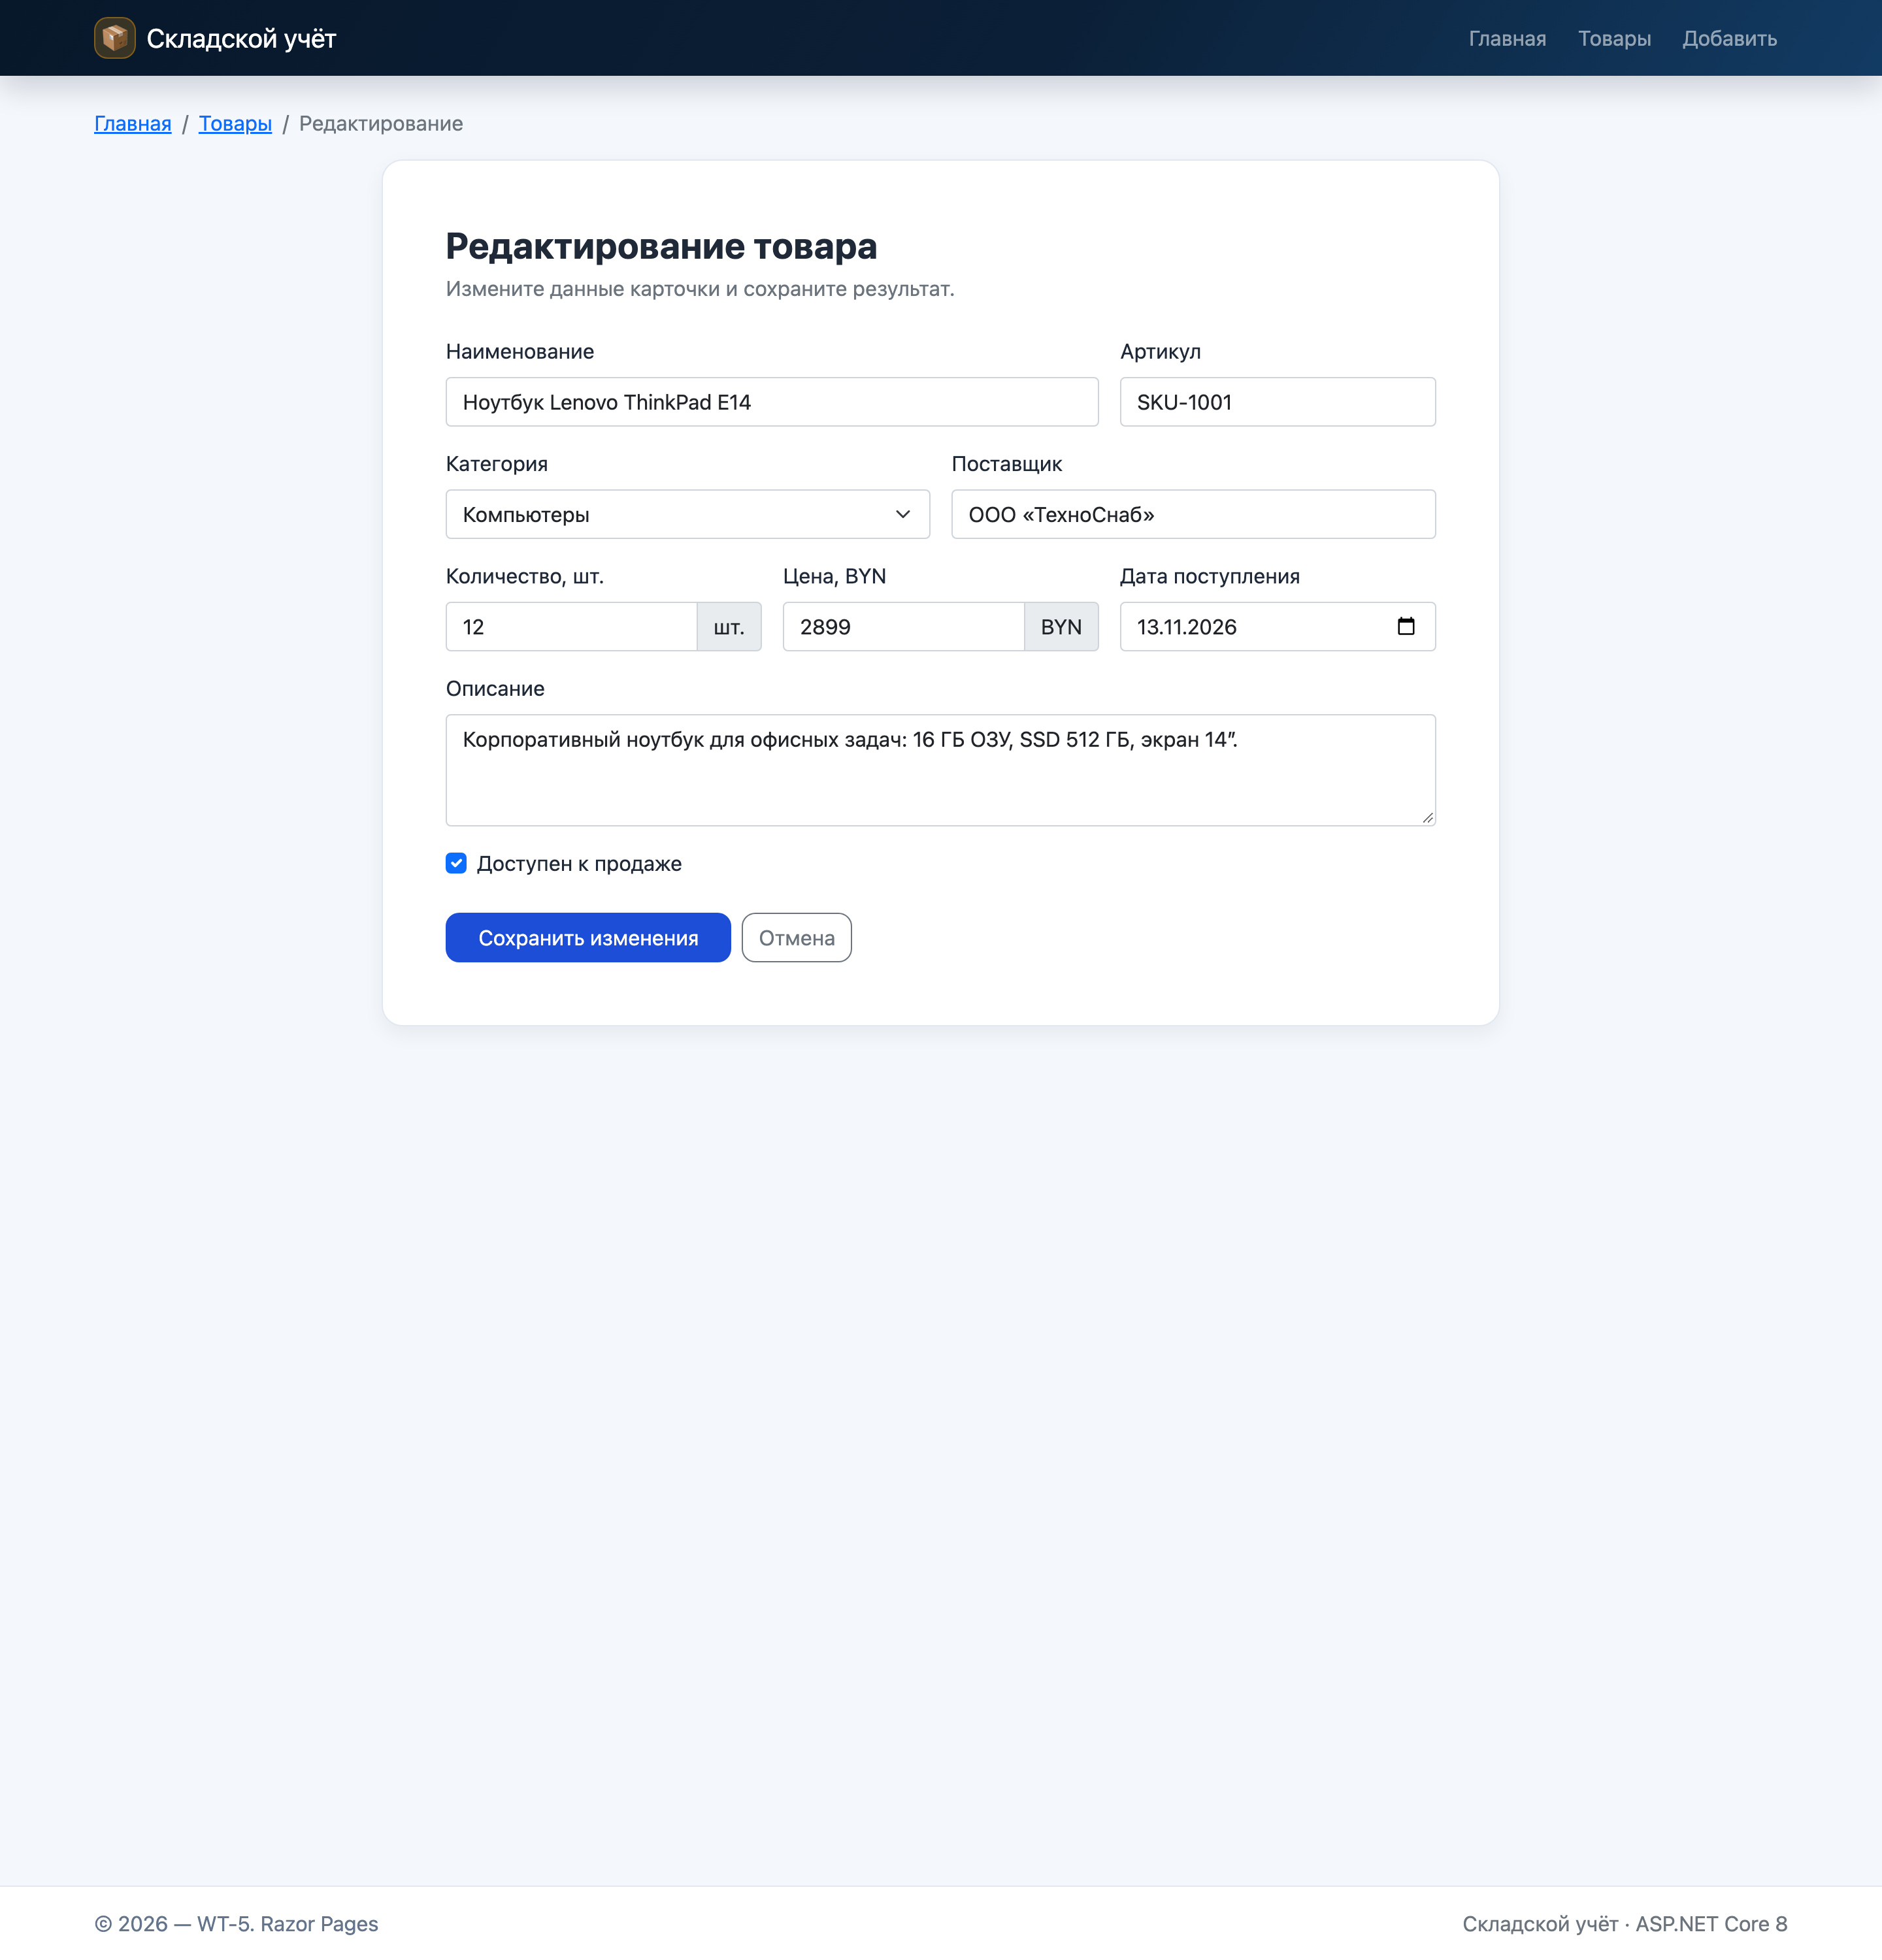 Складской учёт
Главная Товары Добавить
Главная / Товары / Редактирование
Редактирование товара
Измените данные карточки и сохраните результат.
Наименование Артикул
Ноутбук Lenovo ThinkPad E14 SKU-1001
Категория Поставщик
Компьютеры ООО «ТехноСнаб»
Количество, шт. Цена, BYN Дата поступления
12 шт. 2899 BYN 13.11.2026
Описание
Корпоративный ноутбук для офисных задач: 16 ГБ ОЗУ, SSD 512 ГБ, экран 14″.
Доступен к продаже
Сохранить изменения Отмена
© 2026 — WT-5. Razor Pages Складской учёт · ASP.NET Core 8